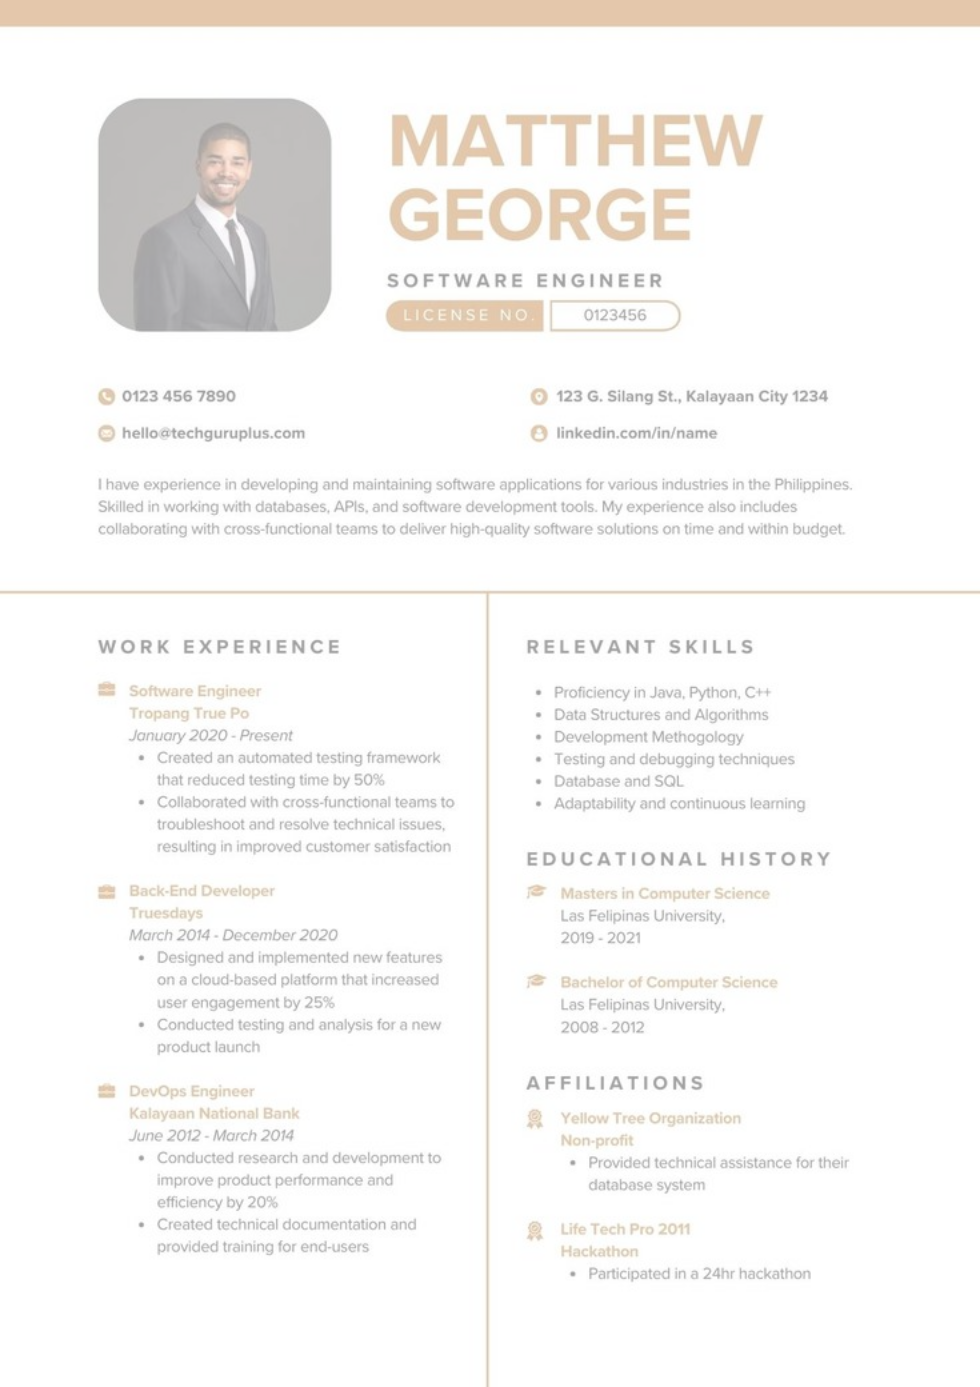 MATTHEW
GEORGE
SOFTWARE ENGINEER
LICENSE NO. 0123456
0123 456 7890
123 G. Silang St., Kalayaan City 1234
hello@techguruplus.com
linkedin.com/in/name
I have experience in developing and maintaining software applications for various industries in the Philippines.
Skilled in working with databases, APIs, and software development tools. My experience also includes
collaborating with cross-functional teams to deliver high-quality software solutions on time and within budget.
WORK EXPERIENCE
Software Engineer
Tropang True Po
January 2020 - Present
• Created an automated testing framework
that reduced testing time by 50%
• Collaborated with cross-functional teams to
troubleshoot and resolve technical issues,
resulting in improved customer satisfaction
Back-End Developer
Truesdays
March 2014 - December 2020
• Designed and implemented new features
on a cloud-based platform that increased
user engagement by 25%
• Conducted testing and analysis for a new
product launch
DevOps Engineer
Kalayaan National Bank
June 2012 - March 2014
• Conducted research and development to
improve product performance and
efficiency by 20%
• Created technical documentation and
provided training for end-users
RELEVANT SKILLS
• Proficiency in Java, Python, C++
• Data Structures and Algorithms
• Development Methogology
• Testing and debugging techniques
• Database and SQL
• Adaptability and continuous learning
EDUCATIONAL HISTORY
Masters in Computer Science
Las Felipinas University,
2019 - 2021
Bachelor of Computer Science
Las Felipinas University,
2008 - 2012
AFFILIATIONS
Yellow Tree Organization
Non-profit
• Provided technical assistance for their
database system
Life Tech Pro 2011
Hackathon
• Participated in a 24hr hackathon